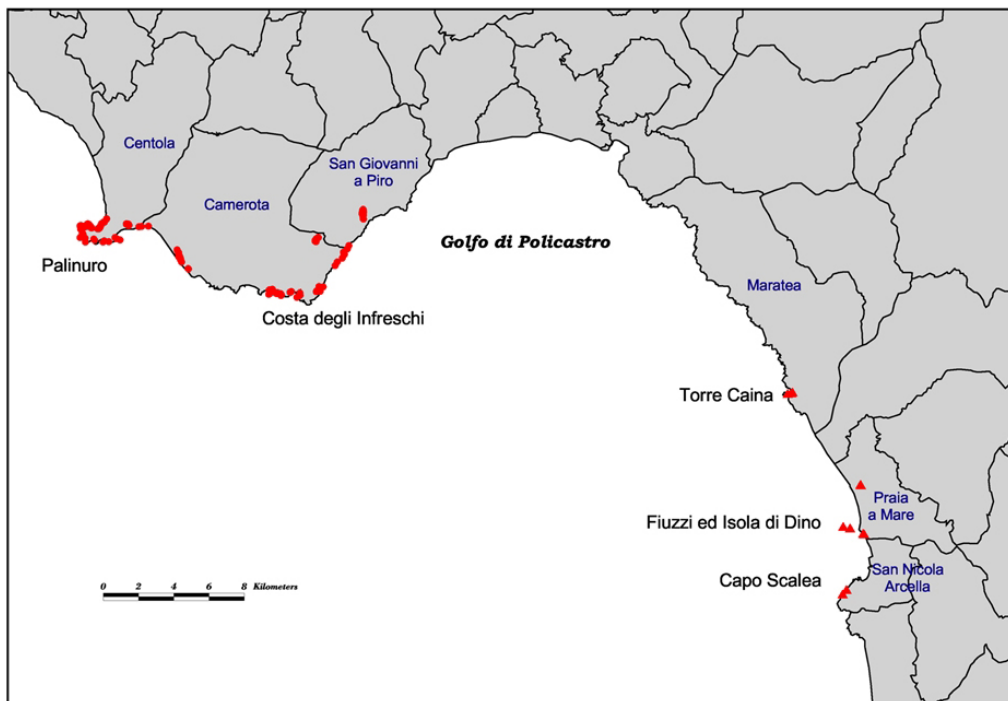 Centola
San Giovanni
a Piro
Camerota
Golfo di Policastro
Palinuro
Maratea
Costa degli Infreschi
Torre Caina
Praia
a Mare
Fiuzzi ed Isola di Dino
San Nicola
Arcella
Capo Scalea
0 2 4 6 8 Kilometers